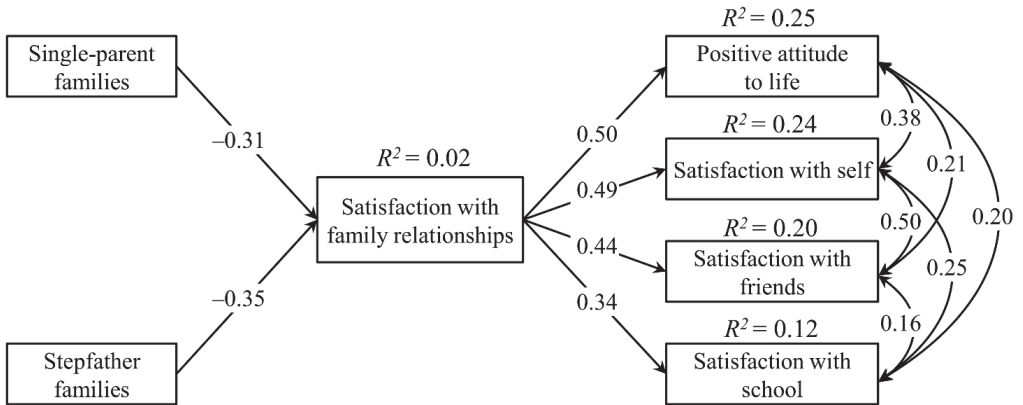 Single-parent
families
Stepfather
families
–0.31
–0.35
R² = 0.02
Satisfaction with
family relationships
0.50
0.49
0.44
0.34
R² = 0.25
Positive attitude
to life
R² = 0.24
Satisfaction with self
R² = 0.20
Satisfaction with
friends
R² = 0.12
Satisfaction with
school
0.38
0.21
0.50
0.20
0.25
0.16